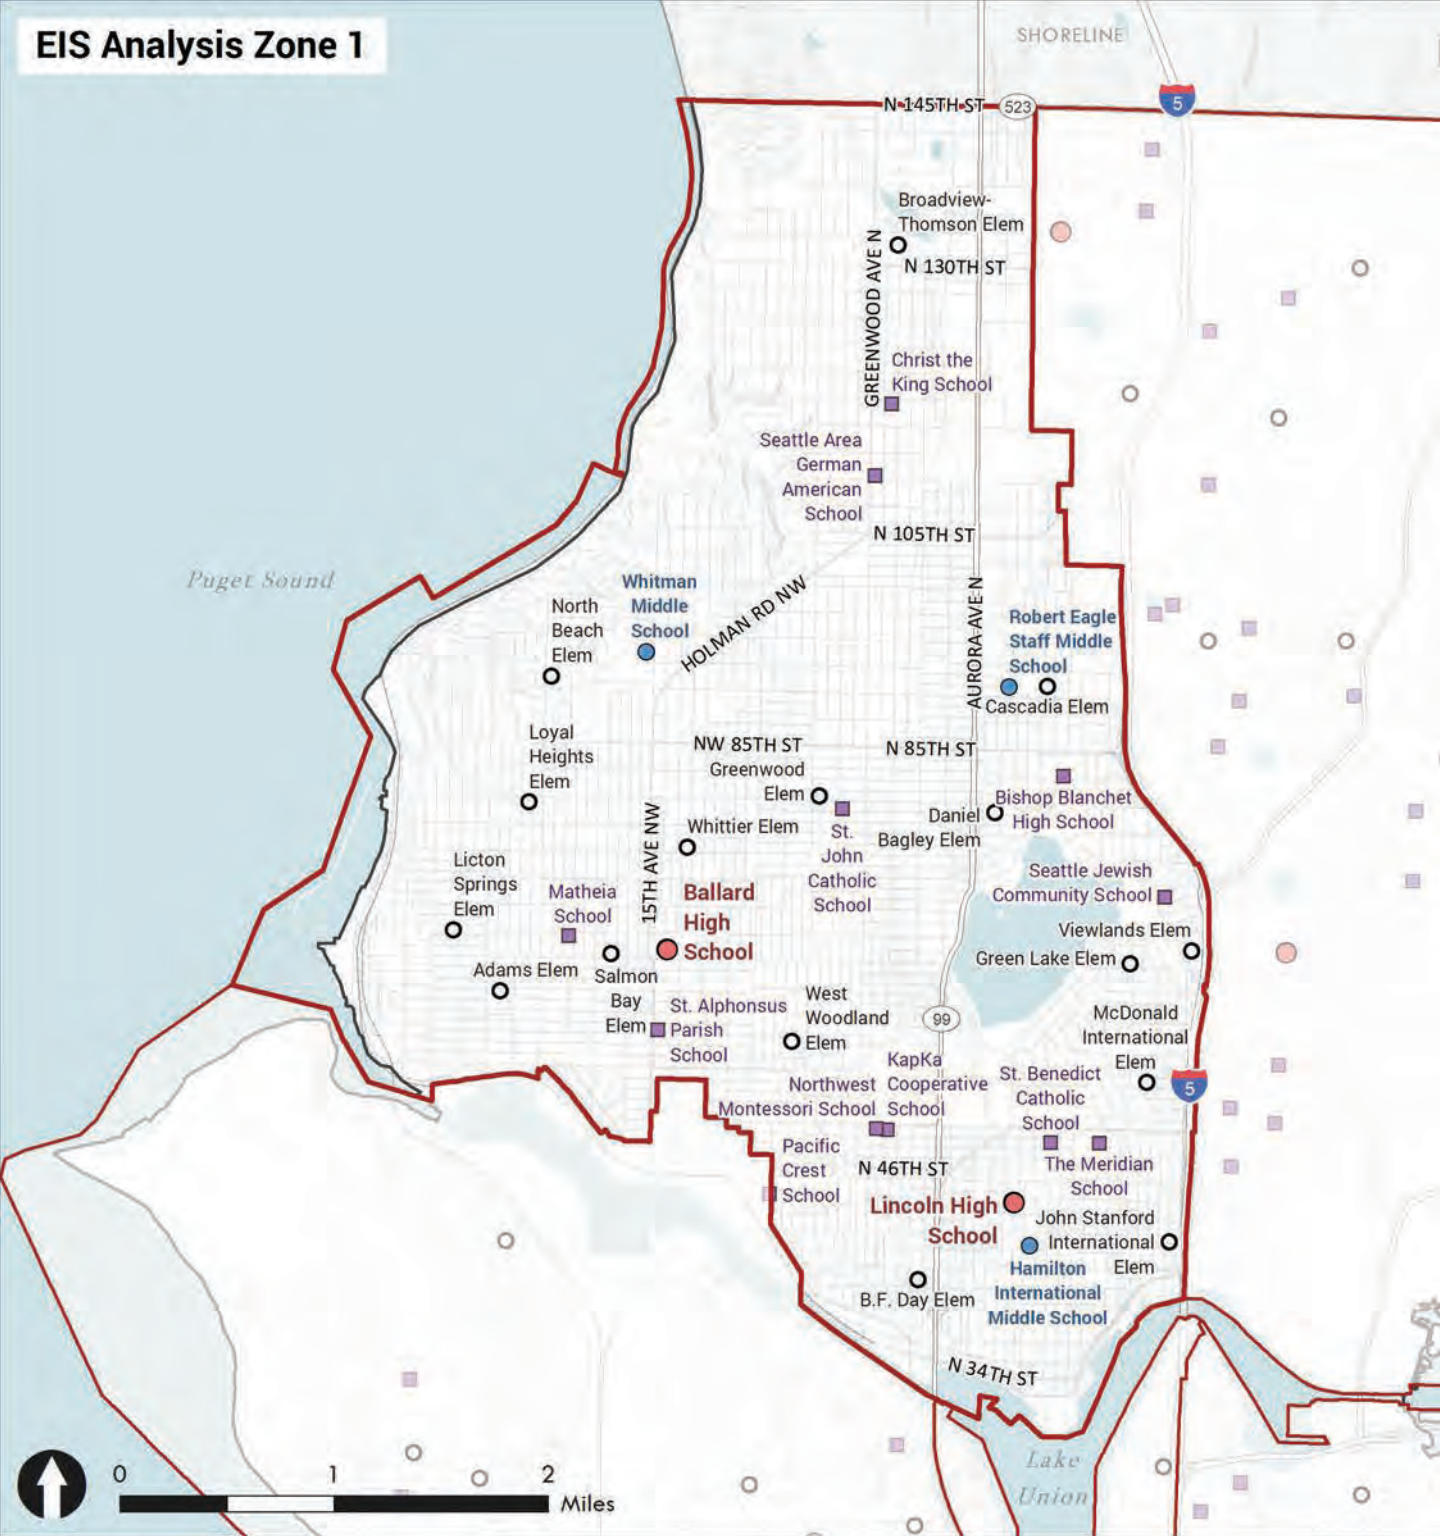 EIS Analysis Zone 1
SHORELINE
N 145TH ST
523
5
Broadview-
Thomson Elem
GREENWOOD AVE N
N 130TH ST
Christ the
King School
Seattle Area
German
American
School
N 105TH ST
Puget Sound
Whitman
Middle
School
North
Beach
Elem
HOLMAN RD NW
AURORA AVE N
Robert Eagle
Staff Middle
School
Cascadia Elem
Loyal
Heights
Elem
NW 85TH ST
N 85TH ST
Greenwood
Elem
Bishop Blanchet
High School
Daniel
Bagley Elem
15TH AVE NW
Whittier Elem
St.
John
Catholic
School
Licton
Springs
Elem
Matheia
School
Ballard
High
School
Seattle Jewish
Community School
Viewlands Elem
Green Lake Elem
Adams Elem
Salmon
Bay
Elem
St. Alphonsus
Parish
School
West
Woodland
Elem
99
McDonald
International
Elem
KapKa
Cooperative
School
Northwest
Montessori School
St. Benedict
Catholic
School
5
Pacific
Crest
School
N 46TH ST
The Meridian
School
Lincoln High
School
John Stanford
International
Elem
Hamilton
International
Middle School
B.F. Day Elem
N 34TH ST
Lake
Union
0 1 2
Miles